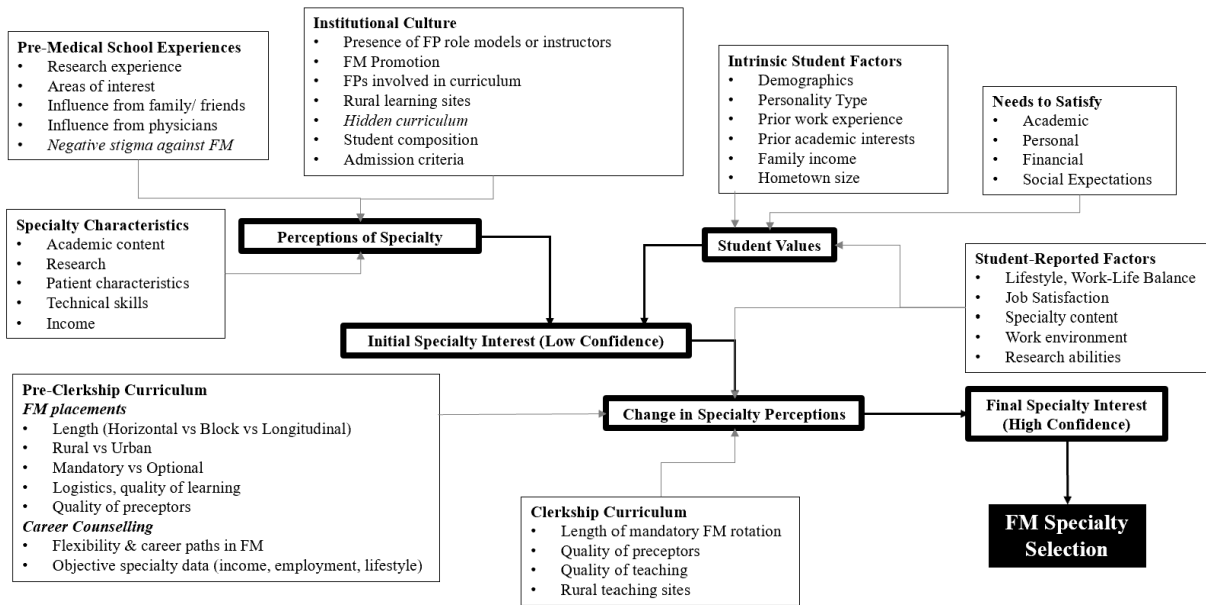 Pre-Medical School Experiences
• Research experience
• Areas of interest
• Influence from family/ friends
• Influence from physicians
• Negative stigma against FM
Institutional Culture
• Presence of FP role models or instructors
• FM Promotion
• FPs involved in curriculum
• Rural learning sites
• Hidden curriculum
• Student composition
• Admission criteria
Intrinsic Student Factors
• Demographics
• Personality Type
• Prior work experience
• Prior academic interests
• Family income
• Hometown size
Needs to Satisfy
• Academic
• Personal
• Financial
• Social Expectations
Specialty Characteristics
• Academic content
• Research
• Patient characteristics
• Technical skills
• Income
Perceptions of Specialty
Student Values
Student-Reported Factors
• Lifestyle, Work-Life Balance
• Job Satisfaction
• Specialty content
• Work environment
• Research abilities
Initial Specialty Interest (Low Confidence)
Pre-Clerkship Curriculum
FM placements
• Length (Horizontal vs Block vs Longitudinal)
• Rural vs Urban
• Mandatory vs Optional
• Logistics, quality of learning
• Quality of preceptors
Career Counselling
• Flexibility & career paths in FM
• Objective specialty data (income, employment, lifestyle)
Change in Specialty Perceptions
Final Specialty Interest
(High Confidence)
Clerkship Curriculum
• Length of mandatory FM rotation
• Quality of preceptors
• Quality of teaching
• Rural teaching sites
FM Specialty
Selection